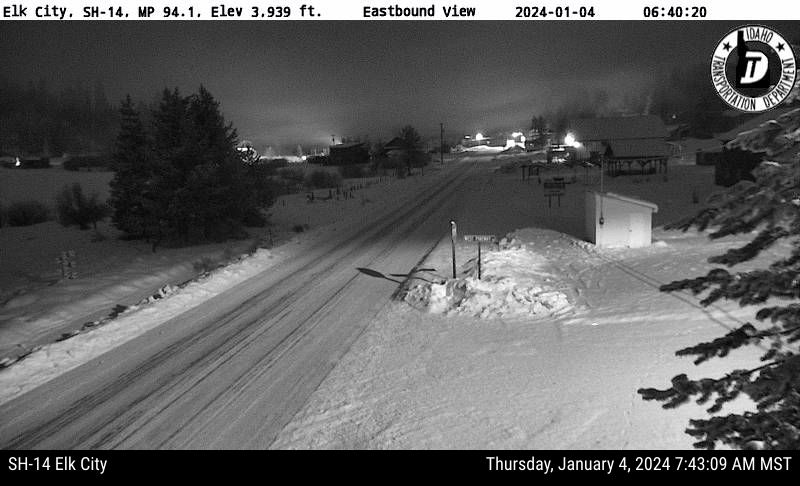 Elk City, SH-14, MP 94.1, Elev 3,939 ft. Eastbound View 2024-01-04 06:40:20
IDAHO
TRANSPORTATION DEPARTMENT
SH-14 Elk City Thursday, January 4, 2024 7:43:09 AM MST